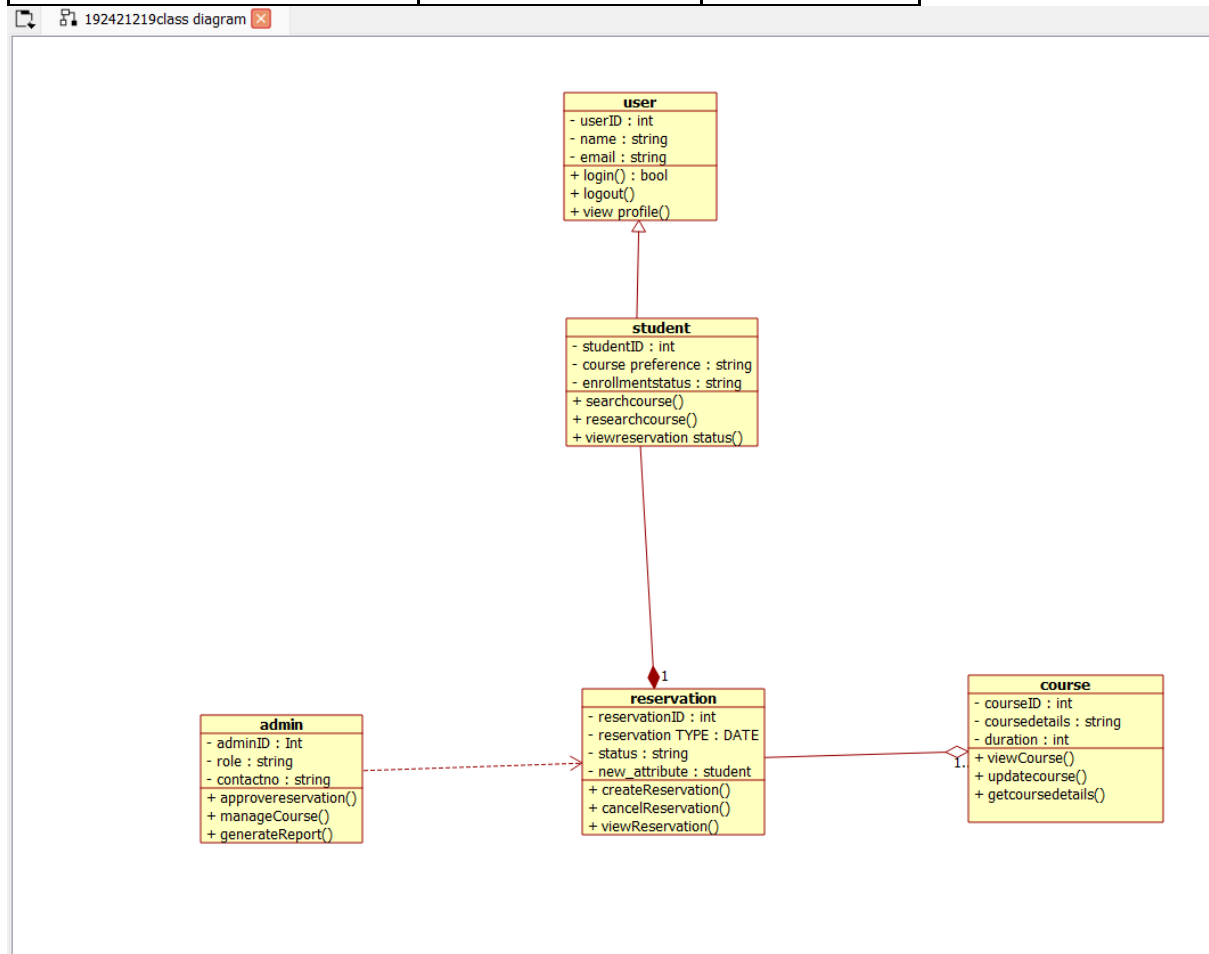 192421219class diagram
user
- userID : int
- name : string
- email : string
+ login() : bool
+ logout()
+ view profile()
student
- studentID : int
- course preference : string
- enrollmentstatus : string
+ searchcourse()
+ researchcourse()
+ viewreservation status()
1
reservation
- reservationID : int
- reservation TYPE : DATE
- status : string
- new_attribute : student
+ createReservation()
+ cancelReservation()
+ viewReservation()
admin
- adminID : Int
- role : string
- contactno : string
+ approvereservation()
+ manageCourse()
+ generateReport()
course
- courseID : int
- coursedetails : string
- duration : int
+ viewCourse()
+ updatecourse()
+ getcoursedetails()